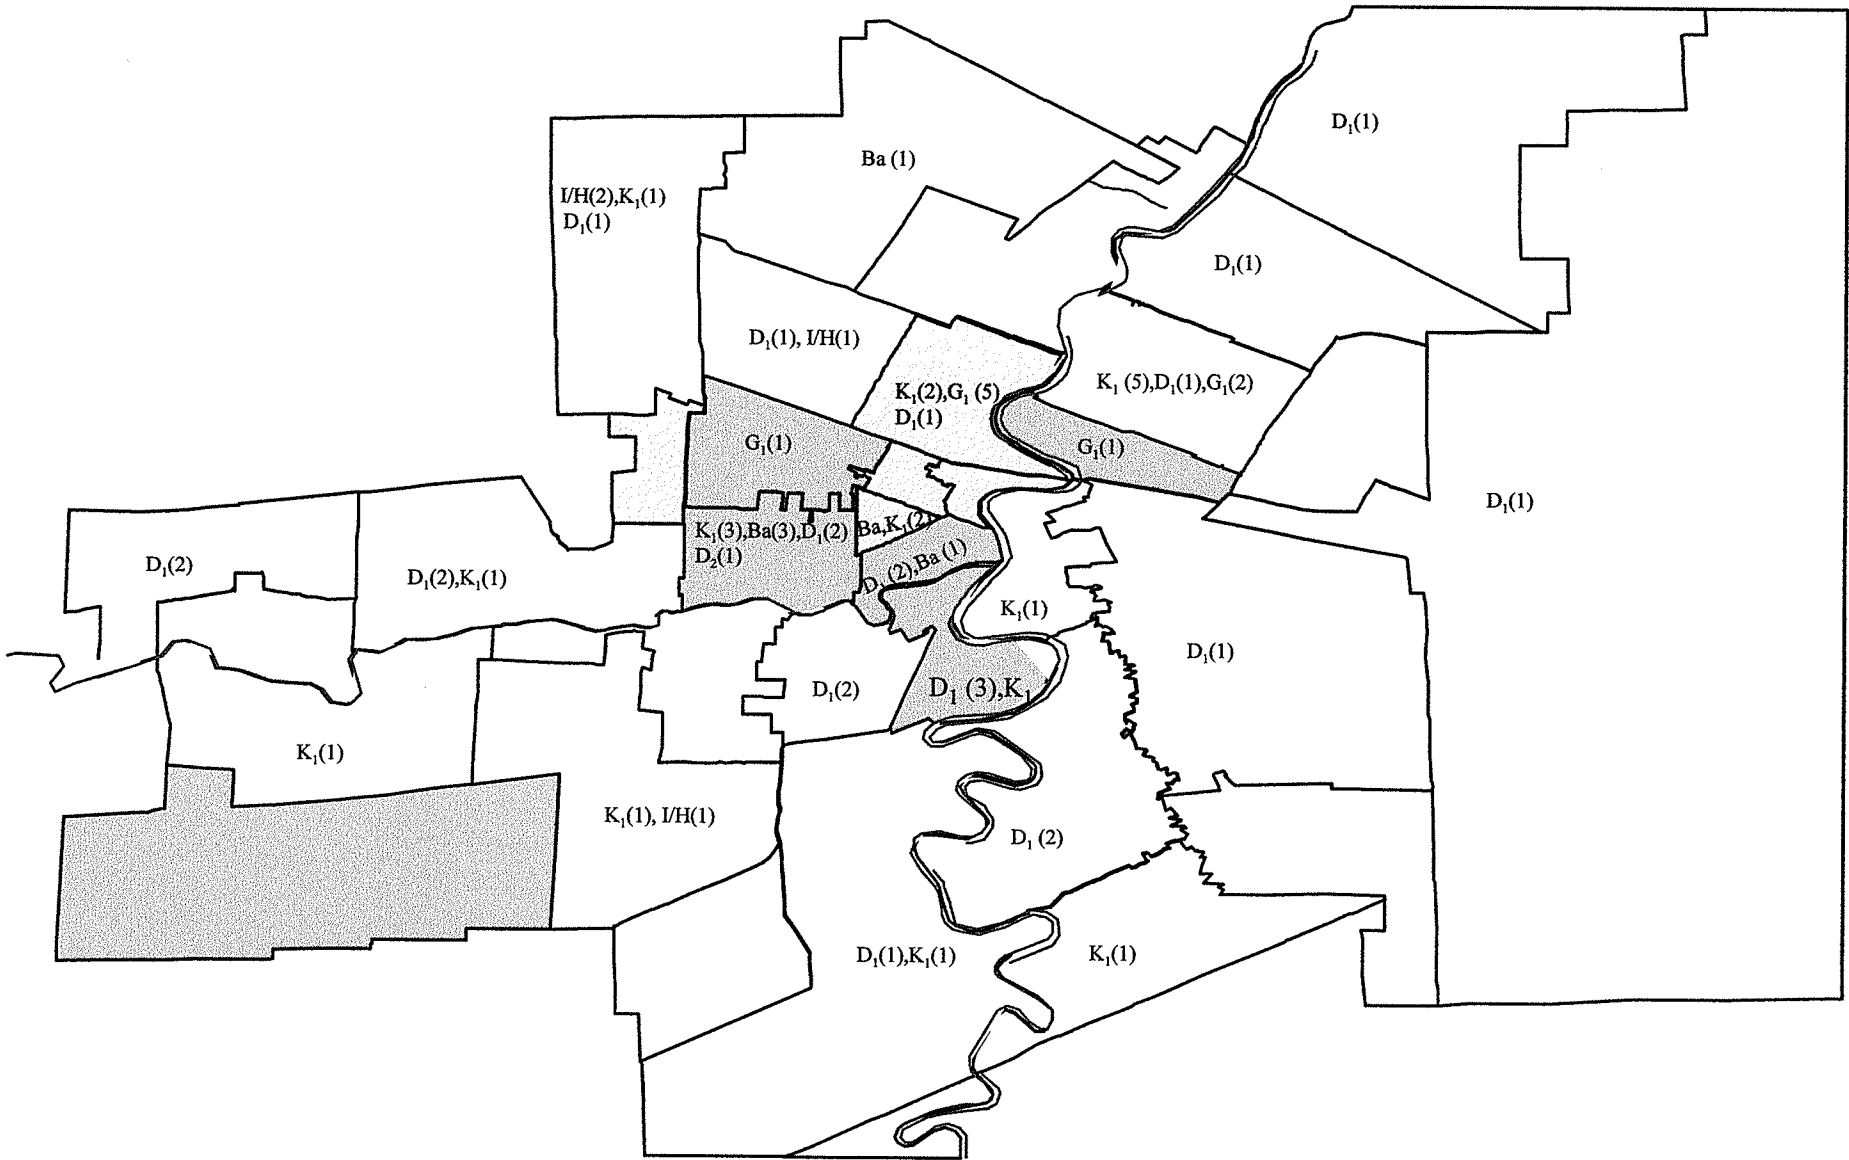 D₁(1)
Ba (1)
I/H(2),K₁(1)
D₁(1)
D₁(1)
D₁(1), I/H(1)
K₁ (5),D₁(1),G₁(2)
K₁(2),G₁ (5)
D₁(1)
G₁(1)
G₁(1)
D₁(1)
K₁(3),Ba(3),D₁(2)
D₂(1)
Ba,K₁(2)
D₁ (2),Ba (1)
D₁(2)
D₁(2),K₁(1)
K₁(1)
D₁(1)
D₁(2)
D₁ (3),K₁
K₁(1)
K₁(1), I/H(1)
D₁ (2)
D₁(1),K₁(1)
K₁(1)